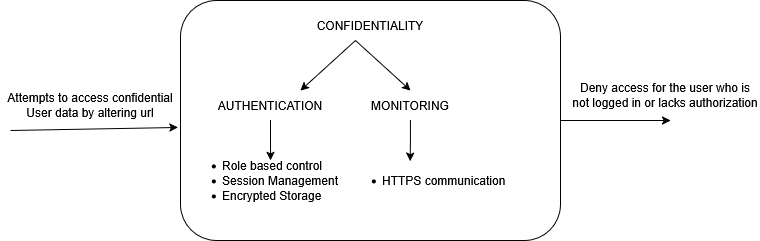 CONFIDENTIALITY
Attempts to access confidential
User data by altering url
AUTHENTICATION
MONITORING
Deny access for the user who is
not logged in or lacks authorization
• Role based control
• Session Management
• Encrypted Storage
• HTTPS communication